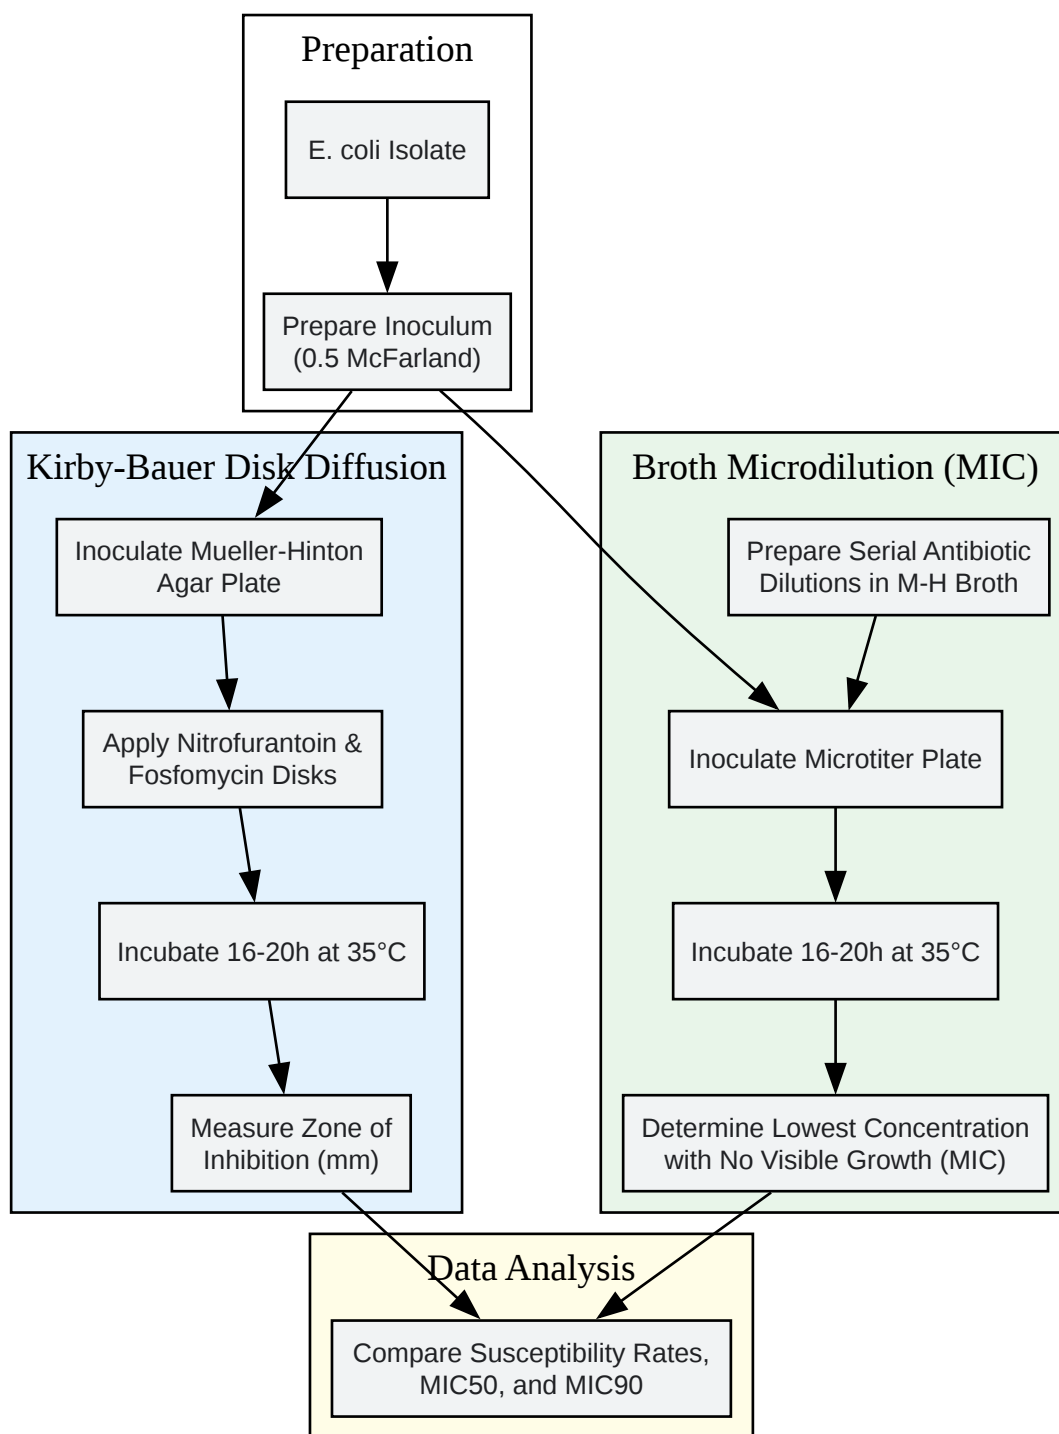 Preparation
E. coli Isolate
Prepare Inoculum
(0.5 McFarland)
Kirby-Bauer Disk Diffusion
Inoculate Mueller-Hinton
Agar Plate
Apply Nitrofurantoin &
Fosfomycin Disks
Incubate 16-20h at 35°C
Measure Zone of
Inhibition (mm)
Broth Microdilution (MIC)
Prepare Serial Antibiotic
Dilutions in M-H Broth
Inoculate Microtiter Plate
Incubate 16-20h at 35°C
Determine Lowest Concentration
with No Visible Growth (MIC)
Data Analysis
Compare Susceptibility Rates,
MIC50, and MIC90